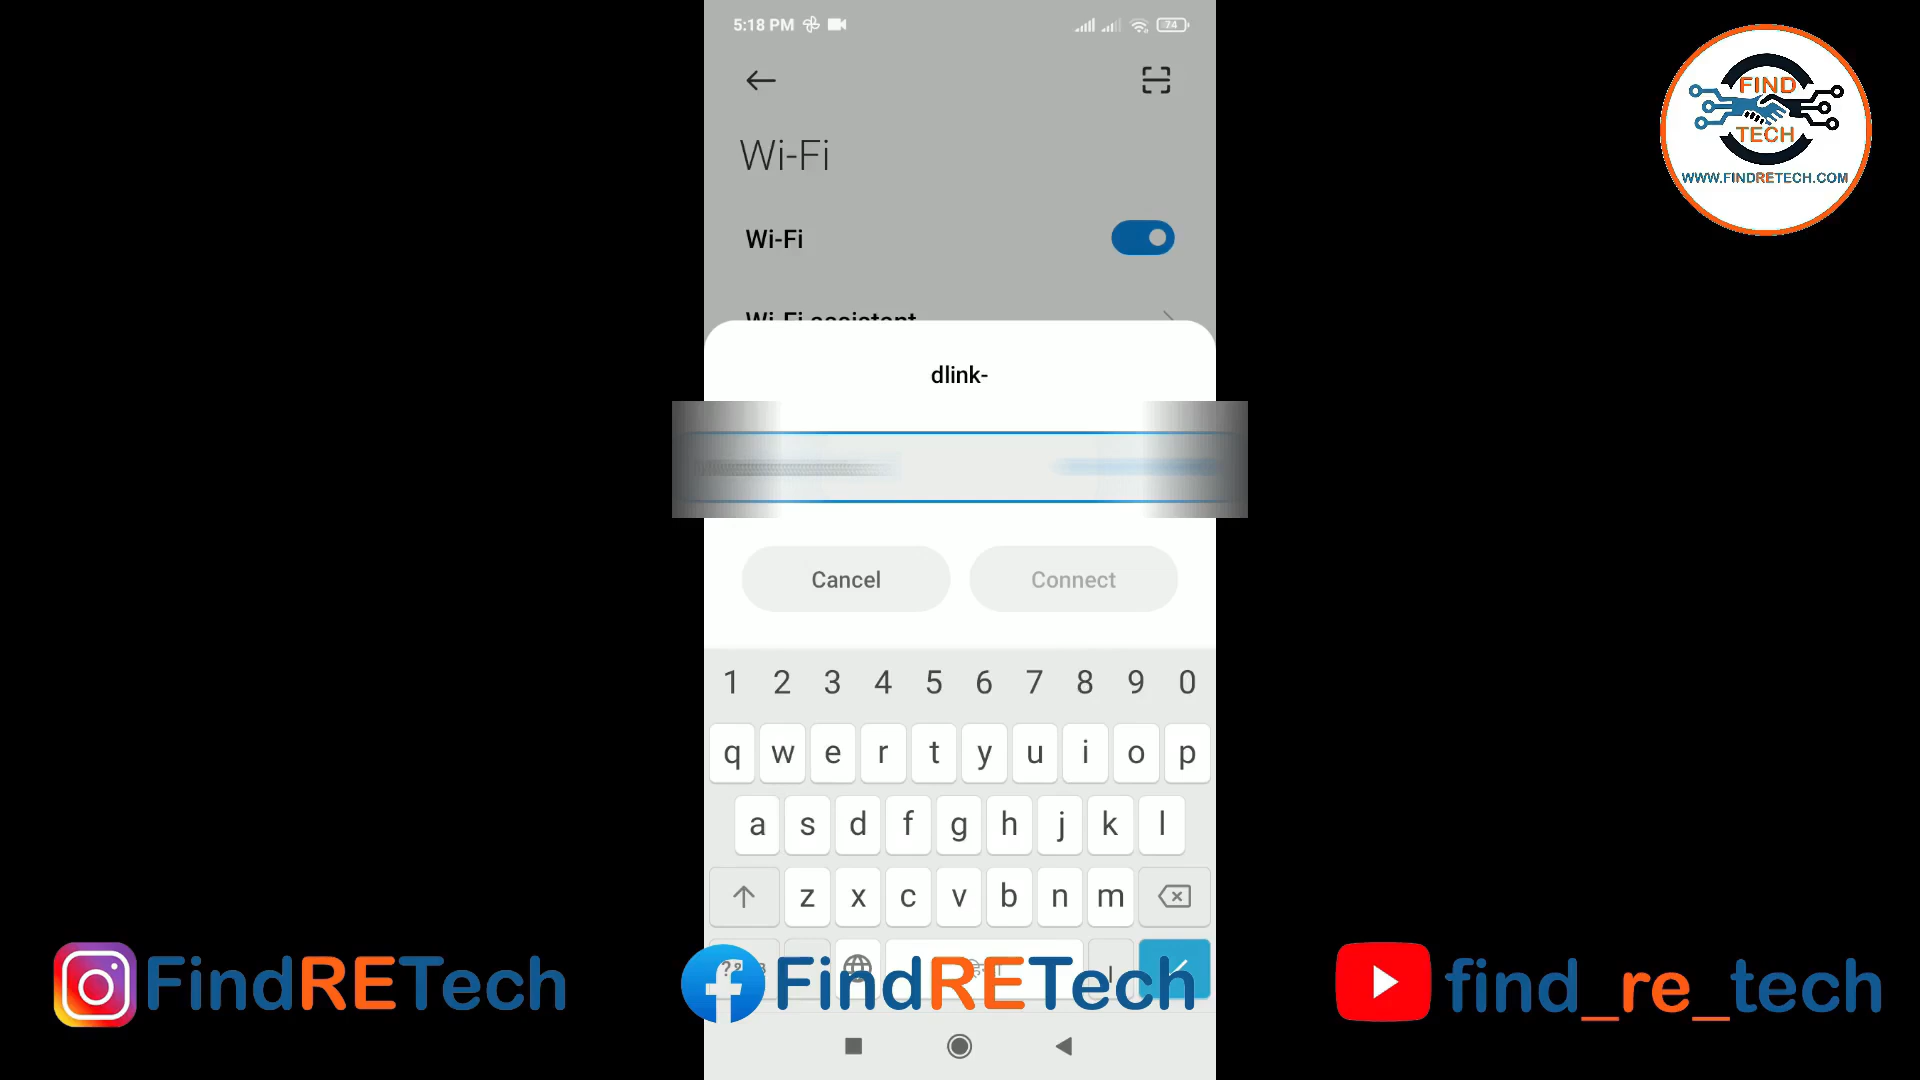 5:18 PM
74
Wi-Fi
Wi-Fi
Wi-Fi assistant
dlink-
Cancel
Connect
1 2 3 4 5 6 7 8 9 0
q w e r t y u i o p
a s d f g h j k l
z x c v b n m
FIND
TECH
WWW.FINDRETECH.COM
FindRETech
FindRETech
find_re_tech